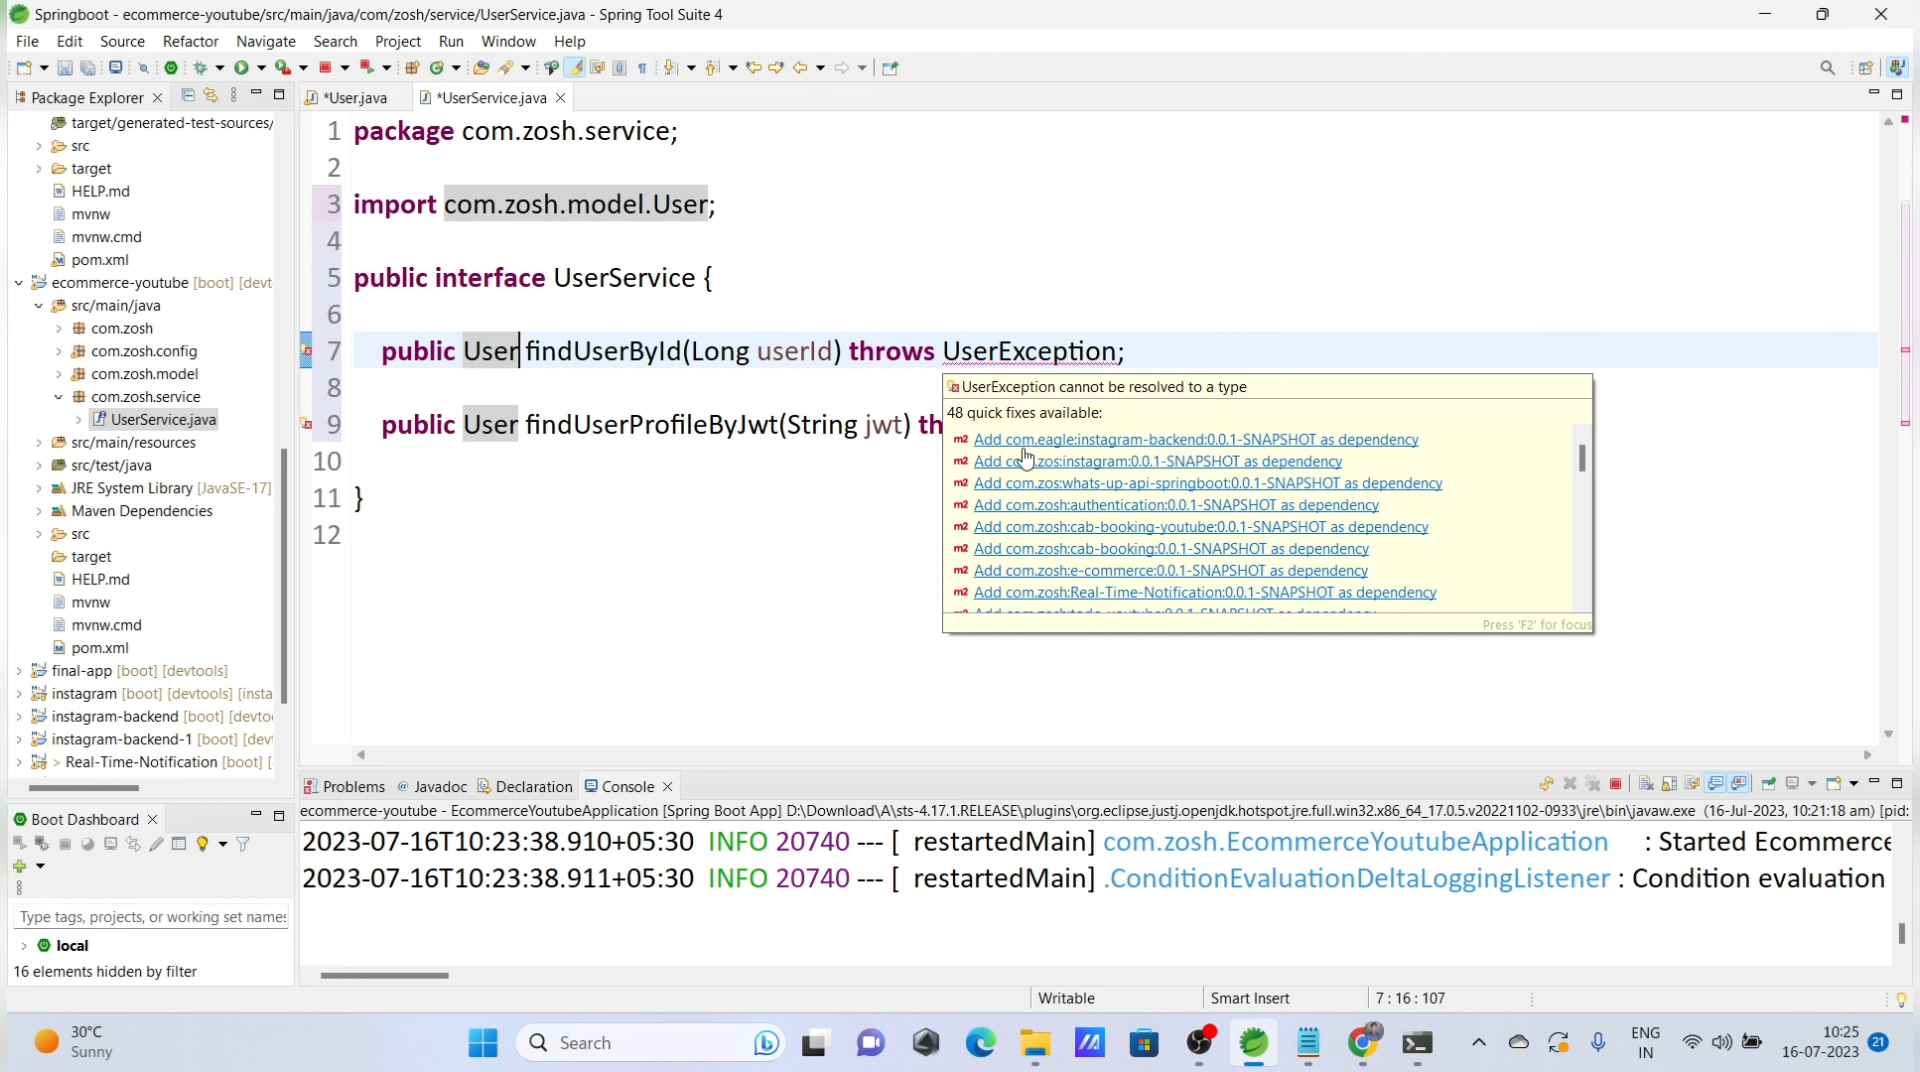 Springboot - ecommerce-youtube/src/main/java/com/zosh/service/UserService.java - Spring Tool Suite 4
File Edit Source Refactor Navigate Search Project Run Window Help
Package Explorer
*User.java
*UserService.java
target/generated-test-sources/
src
target
HELP.md
mvnw
mvnw.cmd
pom.xml
ecommerce-youtube [boot] [devt
src/main/java
com.zosh
com.zosh.config
com.zosh.model
com.zosh.service
UserService.java
src/main/resources
src/test/java
JRE System Library [JavaSE-17]
Maven Dependencies
src
target
HELP.md
mvnw
mvnw.cmd
pom.xml
final-app [boot] [devtools]
instagram [boot] [devtools] [insta
instagram-backend [boot] [devto
instagram-backend-1 [boot] [dev
> Real-Time-Notification [boot] [
1 package com.zosh.service;
2
3 import com.zosh.model.User;
4
5 public interface UserService {
6
7 public User findUserById(Long userId) throws UserException;
8
9 public User findUserProfileByJwt(String jwt) th
10
11 }
12
UserException cannot be resolved to a type
48 quick fixes available:
Add com.eagle:instagram-backend:0.0.1-SNAPSHOT as dependency
Add com.zos:instagram:0.0.1-SNAPSHOT as dependency
Add com.zos:whats-up-api-springboot:0.0.1-SNAPSHOT as dependency
Add com.zosh:authentication:0.0.1-SNAPSHOT as dependency
Add com.zosh:cab-booking-youtube:0.0.1-SNAPSHOT as dependency
Add com.zosh:cab-booking:0.0.1-SNAPSHOT as dependency
Add com.zosh:e-commerce:0.0.1-SNAPSHOT as dependency
Add com.zosh:Real-Time-Notification:0.0.1-SNAPSHOT as dependency
Press 'F2' for focus
Problems @ Javadoc Declaration Console
ecommerce-youtube - EcommerceYoutubeApplication [Spring Boot App] D:\Download\A\sts-4.17.1.RELEASE\plugins\org.eclipse.justj.openjdk.hotspot.jre.full.win32.x86_64_17.0.5.v20221102-0933\jre\bin\javaw.exe (16-Jul-2023, 10:21:18 am) [pid:
2023-07-16T10:23:38.910+05:30 INFO 20740 --- [ restartedMain] com.zosh.EcommerceYoutubeApplication : Started Ecommerce
2023-07-16T10:23:38.911+05:30 INFO 20740 --- [ restartedMain] .ConditionEvaluationDeltaLoggingListener : Condition evaluation
Boot Dashboard
Type tags, projects, or working set names
local
16 elements hidden by filter
Writable
Smart Insert
7 : 16 : 107
30°C
Sunny
Search
ENG
IN
10:25
16-07-2023
21